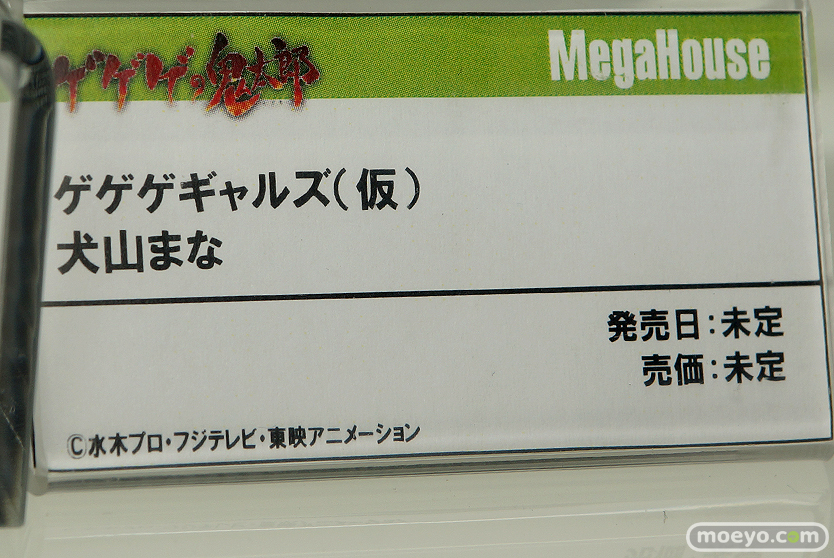 ゲゲゲの鬼太郎
MegaHouse
ゲゲゲギャルズ(仮)
犬山まな
発売日:未定
売価:未定
©水木プロ・フジテレビ・東映アニメーション
moeyo.com